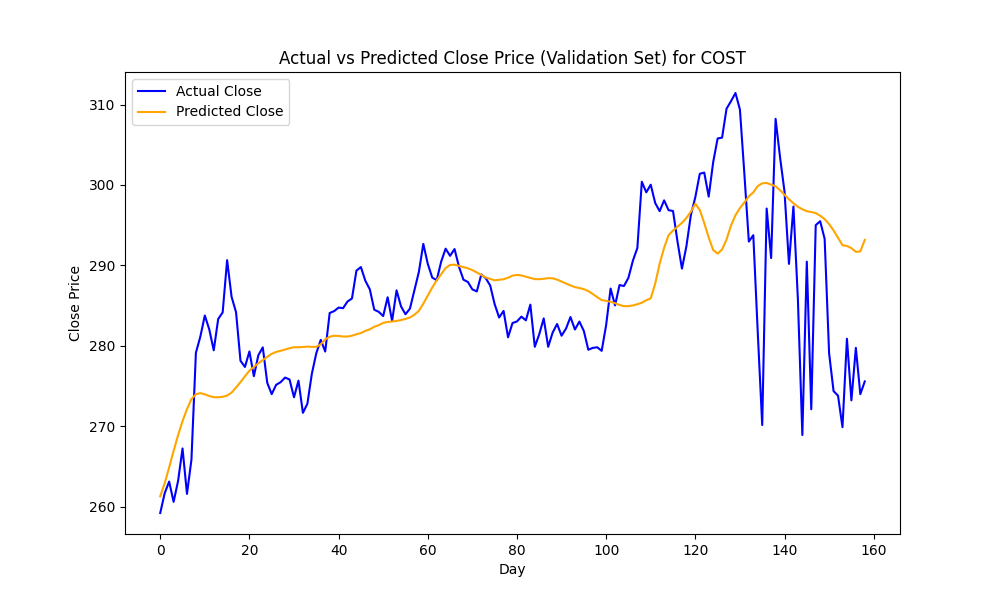 Actual vs Predicted Close Price (Validation Set) for COST
Actual Close
Predicted Close
Close Price
310
300
290
280
270
260
0 20 40 60 80 100 120 140 160
Day